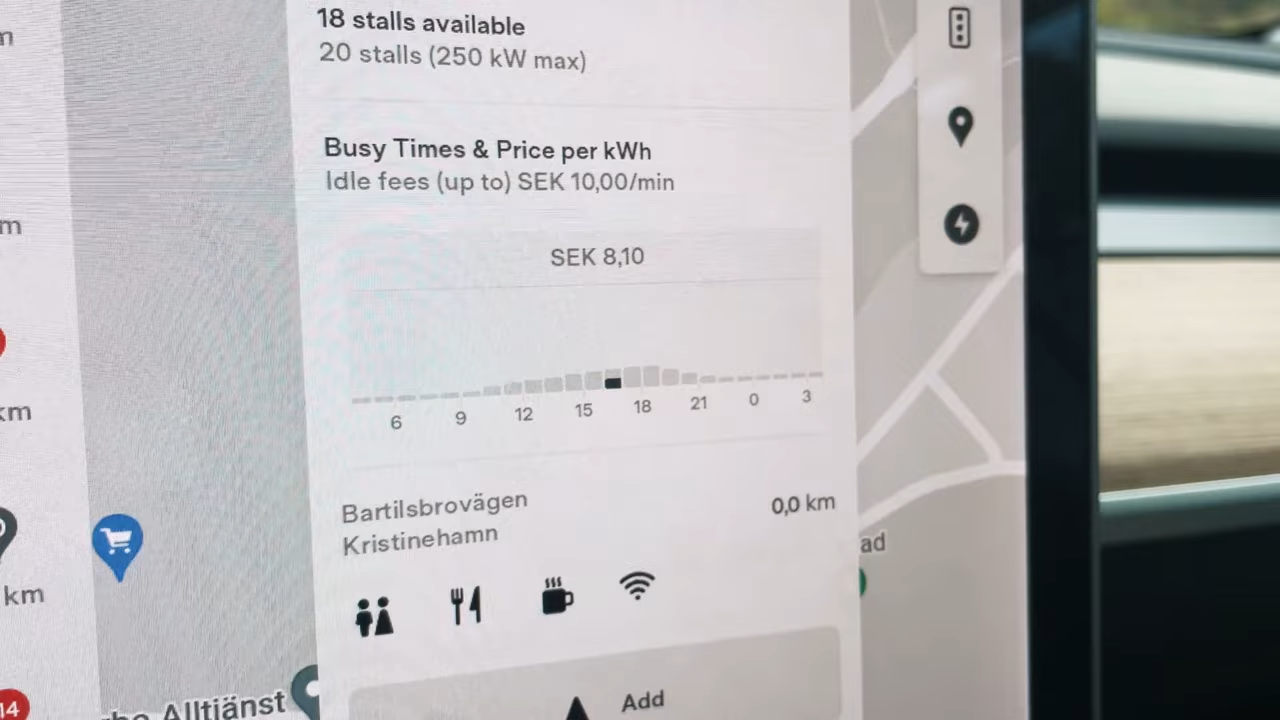 18 stalls available
20 stalls (250 kW max)
Busy Times & Price per kWh
Idle fees (up to) SEK 10,00/min
SEK 8,10
6 9 12 15 18 21 0 3
Bartilsbrovägen
Kristinehamn
0,0 km
Add
m
m
km
km
14
Alltjänst
ad